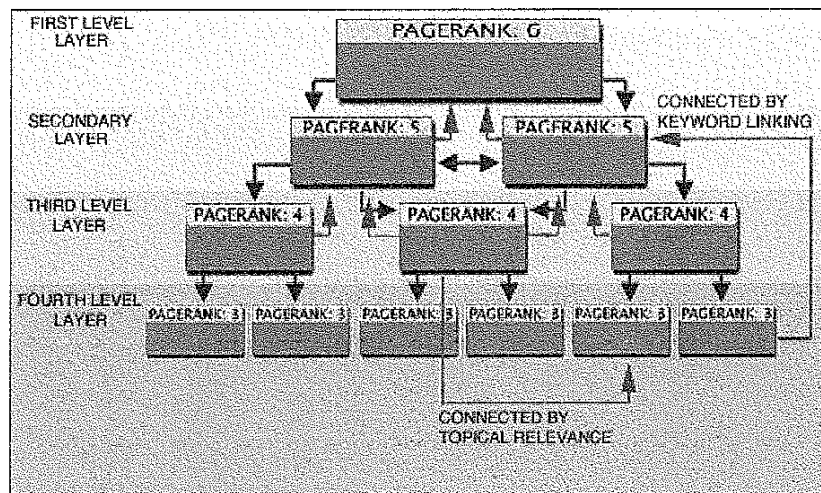 FIRST LEVEL
LAYER
PAGERANK: 6
SECONDARY
LAYER
PAGERANK: 5
PAGERANK: 5
CONNECTED BY
KEYWORD LINKING
THIRD LEVEL
LAYER
PAGERANK: 4
PAGERANK: 4
PAGERANK: 4
FOURTH LEVEL
LAYER
PAGERANK: 3
PAGERANK: 3
PAGERANK: 3
PAGERANK: 3
PAGERANK: 3
PAGERANK: 3
CONNECTED BY
TOPICAL RELEVANCE